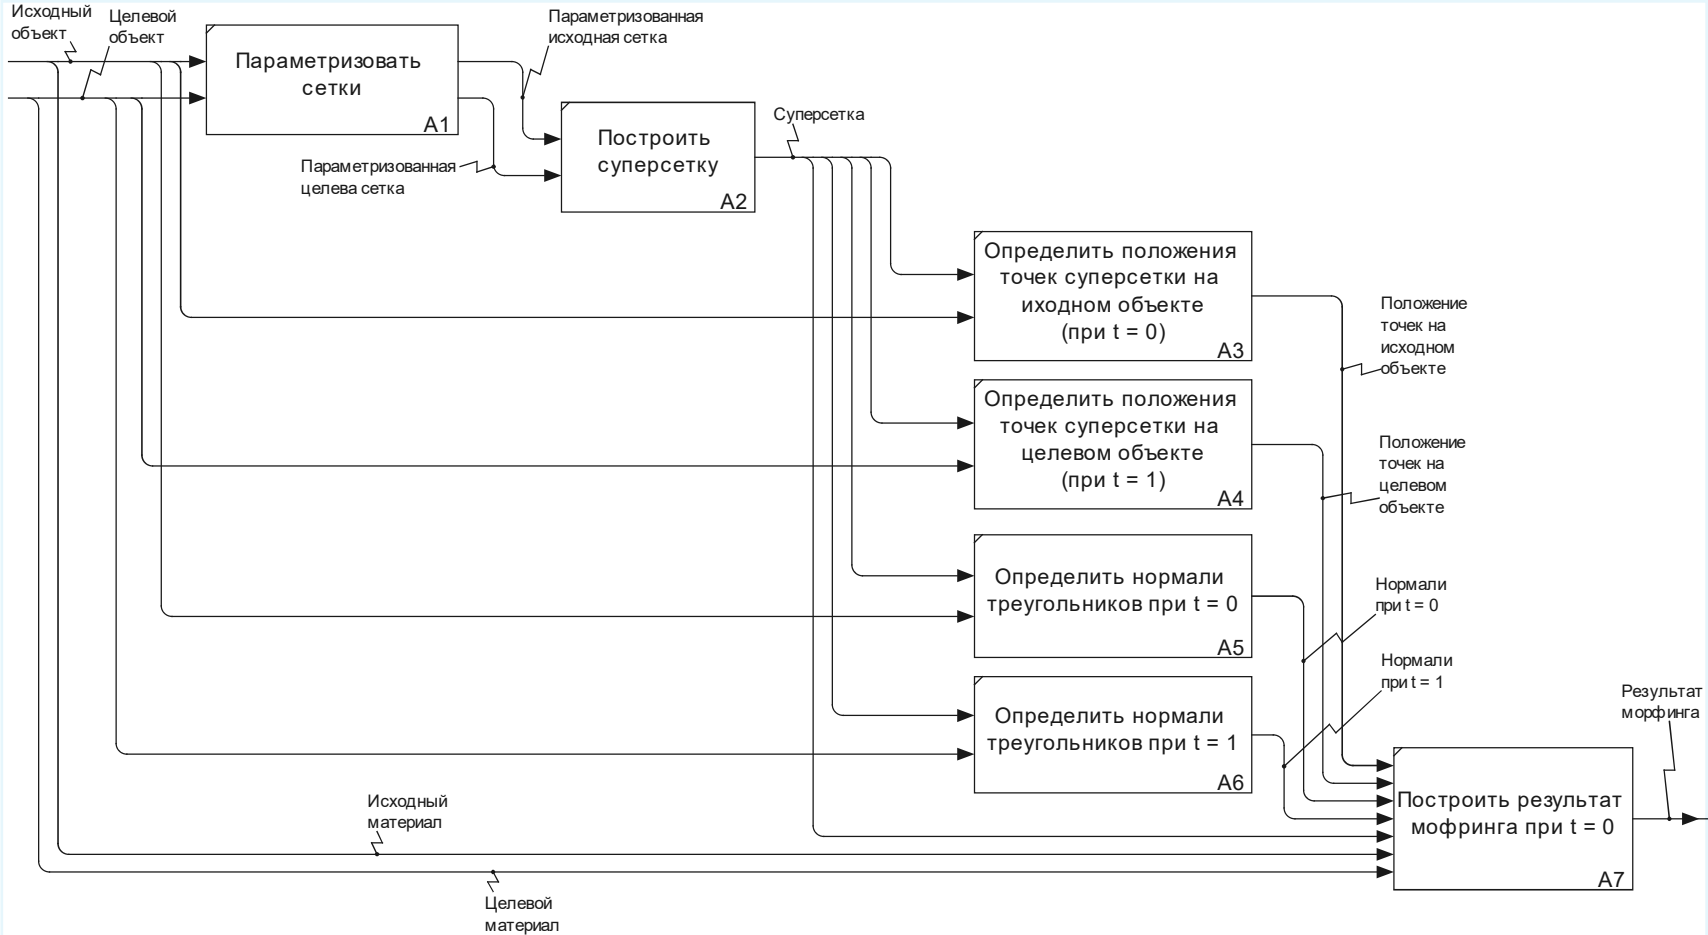 Исходный
объект
Целевой
объект
Параметризовать
сетки
A1
Параметризованная
исходная сетка
Параметризованная
целева сетка
Построить
суперсетку
A2
Суперсетка
Определить положения
точек суперсетки на
иходном объекте
(при t = 0)
A3
Положение
точек на
исходном
объекте
Определить положения
точек суперсетки на
целевом объекте
(при t = 1)
A4
Положение
точек на
целевом
объекте
Определить нормали
треугольников при t = 0
A5
Нормали
при t = 0
Определить нормали
треугольников при t = 1
A6
Нормали
при t = 1
Результат
морфинга
Построить результат
мофринга при t = 0
A7
Исходный
материал
Целевой
материал